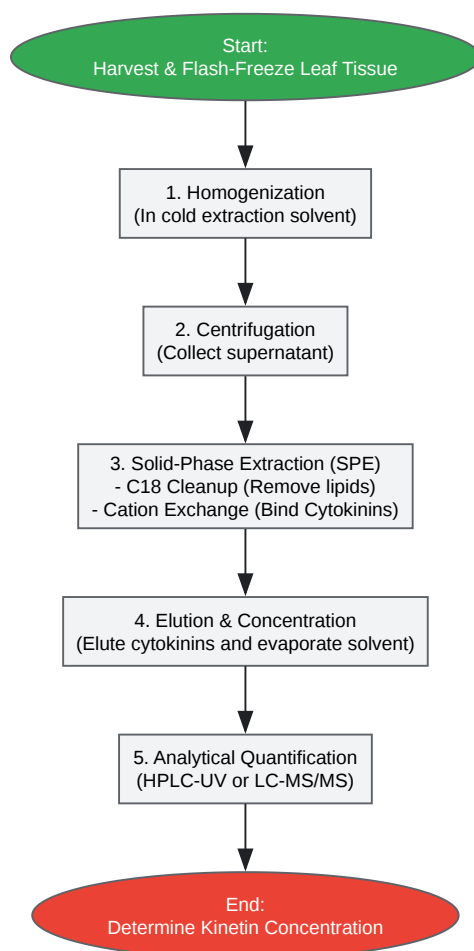 Start:
Harvest & Flash-Freeze Leaf Tissue
1. Homogenization
(In cold extraction solvent)
2. Centrifugation
(Collect supernatant)
3. Solid-Phase Extraction (SPE)
- C18 Cleanup (Remove lipids)
- Cation Exchange (Bind Cytokinins)
4. Elution & Concentration
(Elute cytokinins and evaporate solvent)
5. Analytical Quantification
(HPLC-UV or LC-MS/MS)
End:
Determine Kinetin Concentration